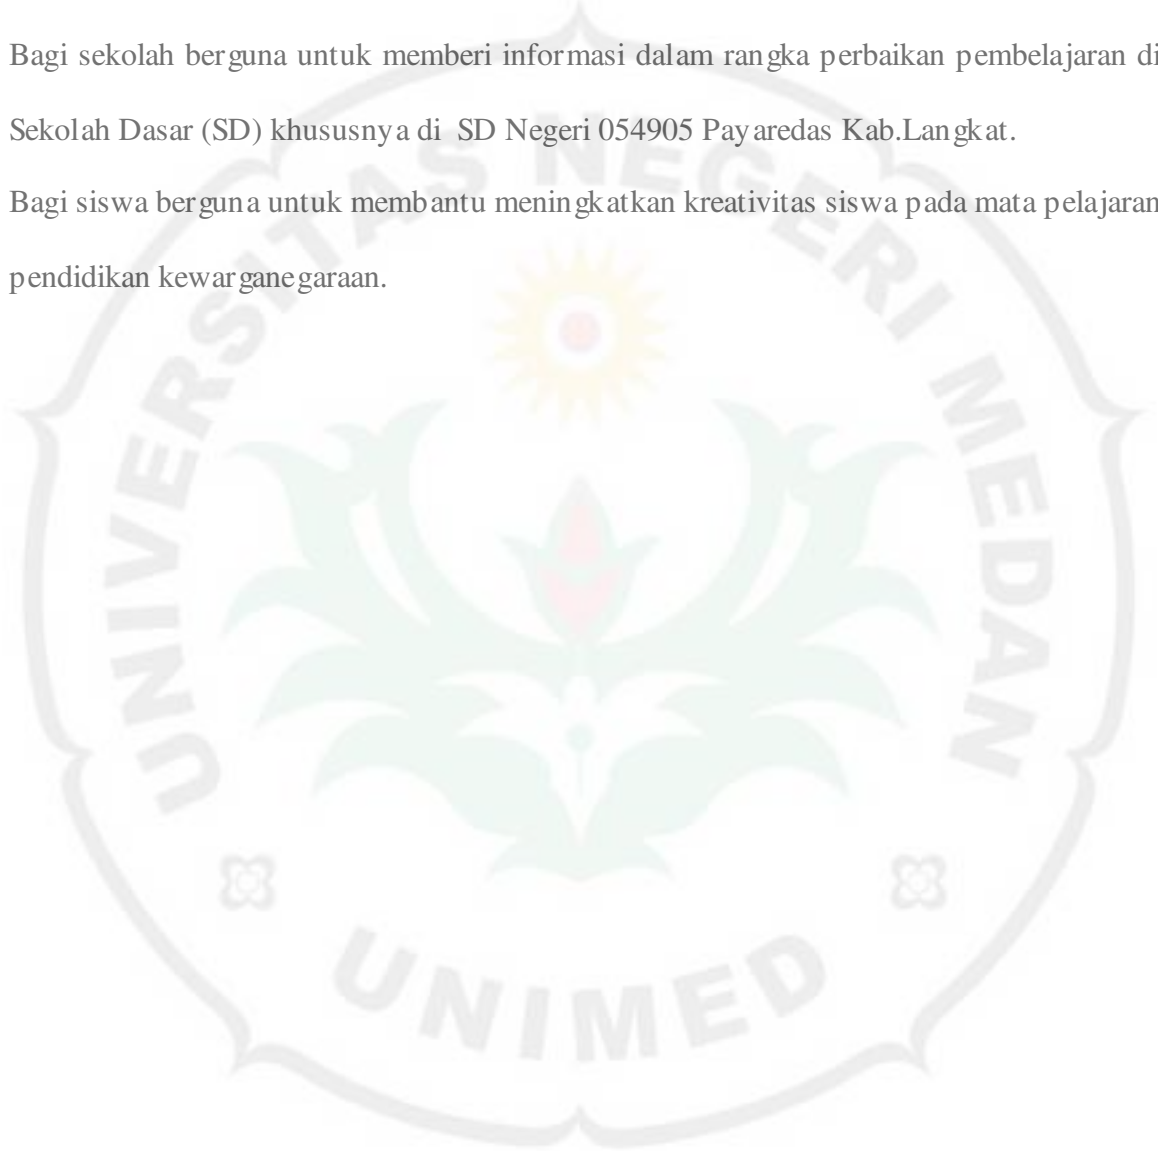 Bagi sekolah berguna untuk memberi informasi dalam rangka perbaikan pembelajaran di
Sekolah Dasar (SD) khususnya di SD Negeri 054905 Payaredas Kab.Langkat.
Bagi siswa berguna untuk membantu meningkatkan kreativitas siswa pada mata pelajaran
pendidikan kewarganegaraan.
UNIVERSITAS NEGERI MEDAN
UNIMED